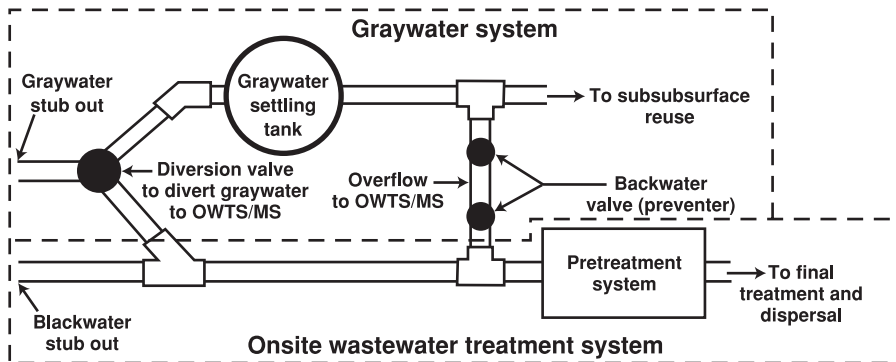 Graywater system
Graywater
stub out
Graywater
settling
tank
To subsubsurface
reuse
Diversion valve
to divert graywater
to OWTS/MS
Overflow
to OWTS/MS
Backwater
valve (preventer)
Pretreatment
system
To final
treatment and
dispersal
Blackwater
stub out
Onsite wastewater treatment system